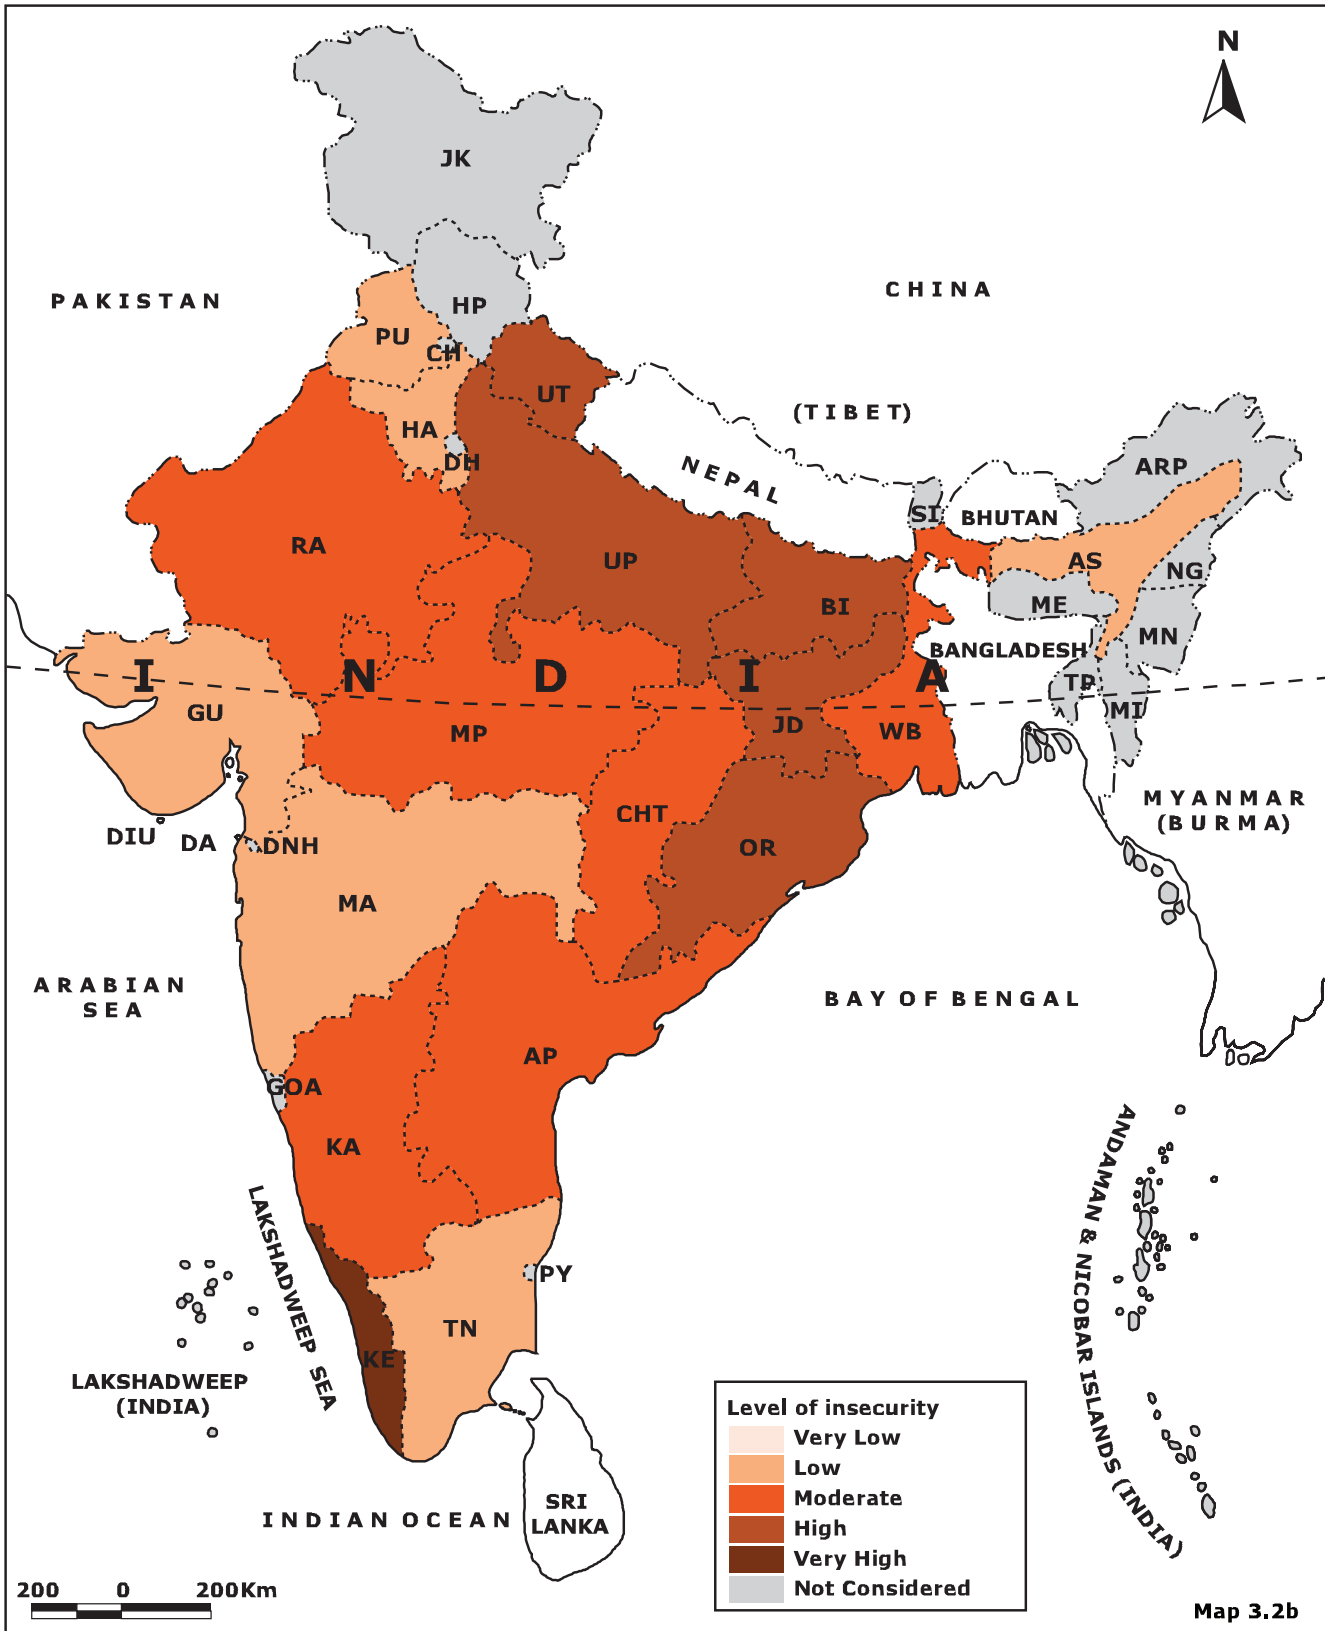 N
JK
PAKISTAN
HP
CHINA
PU
CH
UT
(TIBET)
HA
DH
NEPAL
ARP
SI
BHUTAN
RA
UP
AS
NG
BI
ME
MN
BANGLADESH
I N D I A
TP
GU
MP
JD
WB
MI
CHT
MYANMAR
(BURMA)
DIU
DA
DNH
OR
MA
ARABIAN
SEA
BAY OF BENGAL
AP
GOA
KA
ANDAMAN & NICOBAR ISLANDS (INDIA)
LAKSHADWEEP SEA
PY
TN
KE
LAKSHADWEEP
(INDIA)
Level of insecurity
Very Low
Low
Moderate
High
Very High
Not Considered
INDIAN OCEAN
SRI
LANKA
200 0 200Km
Map 3.2b